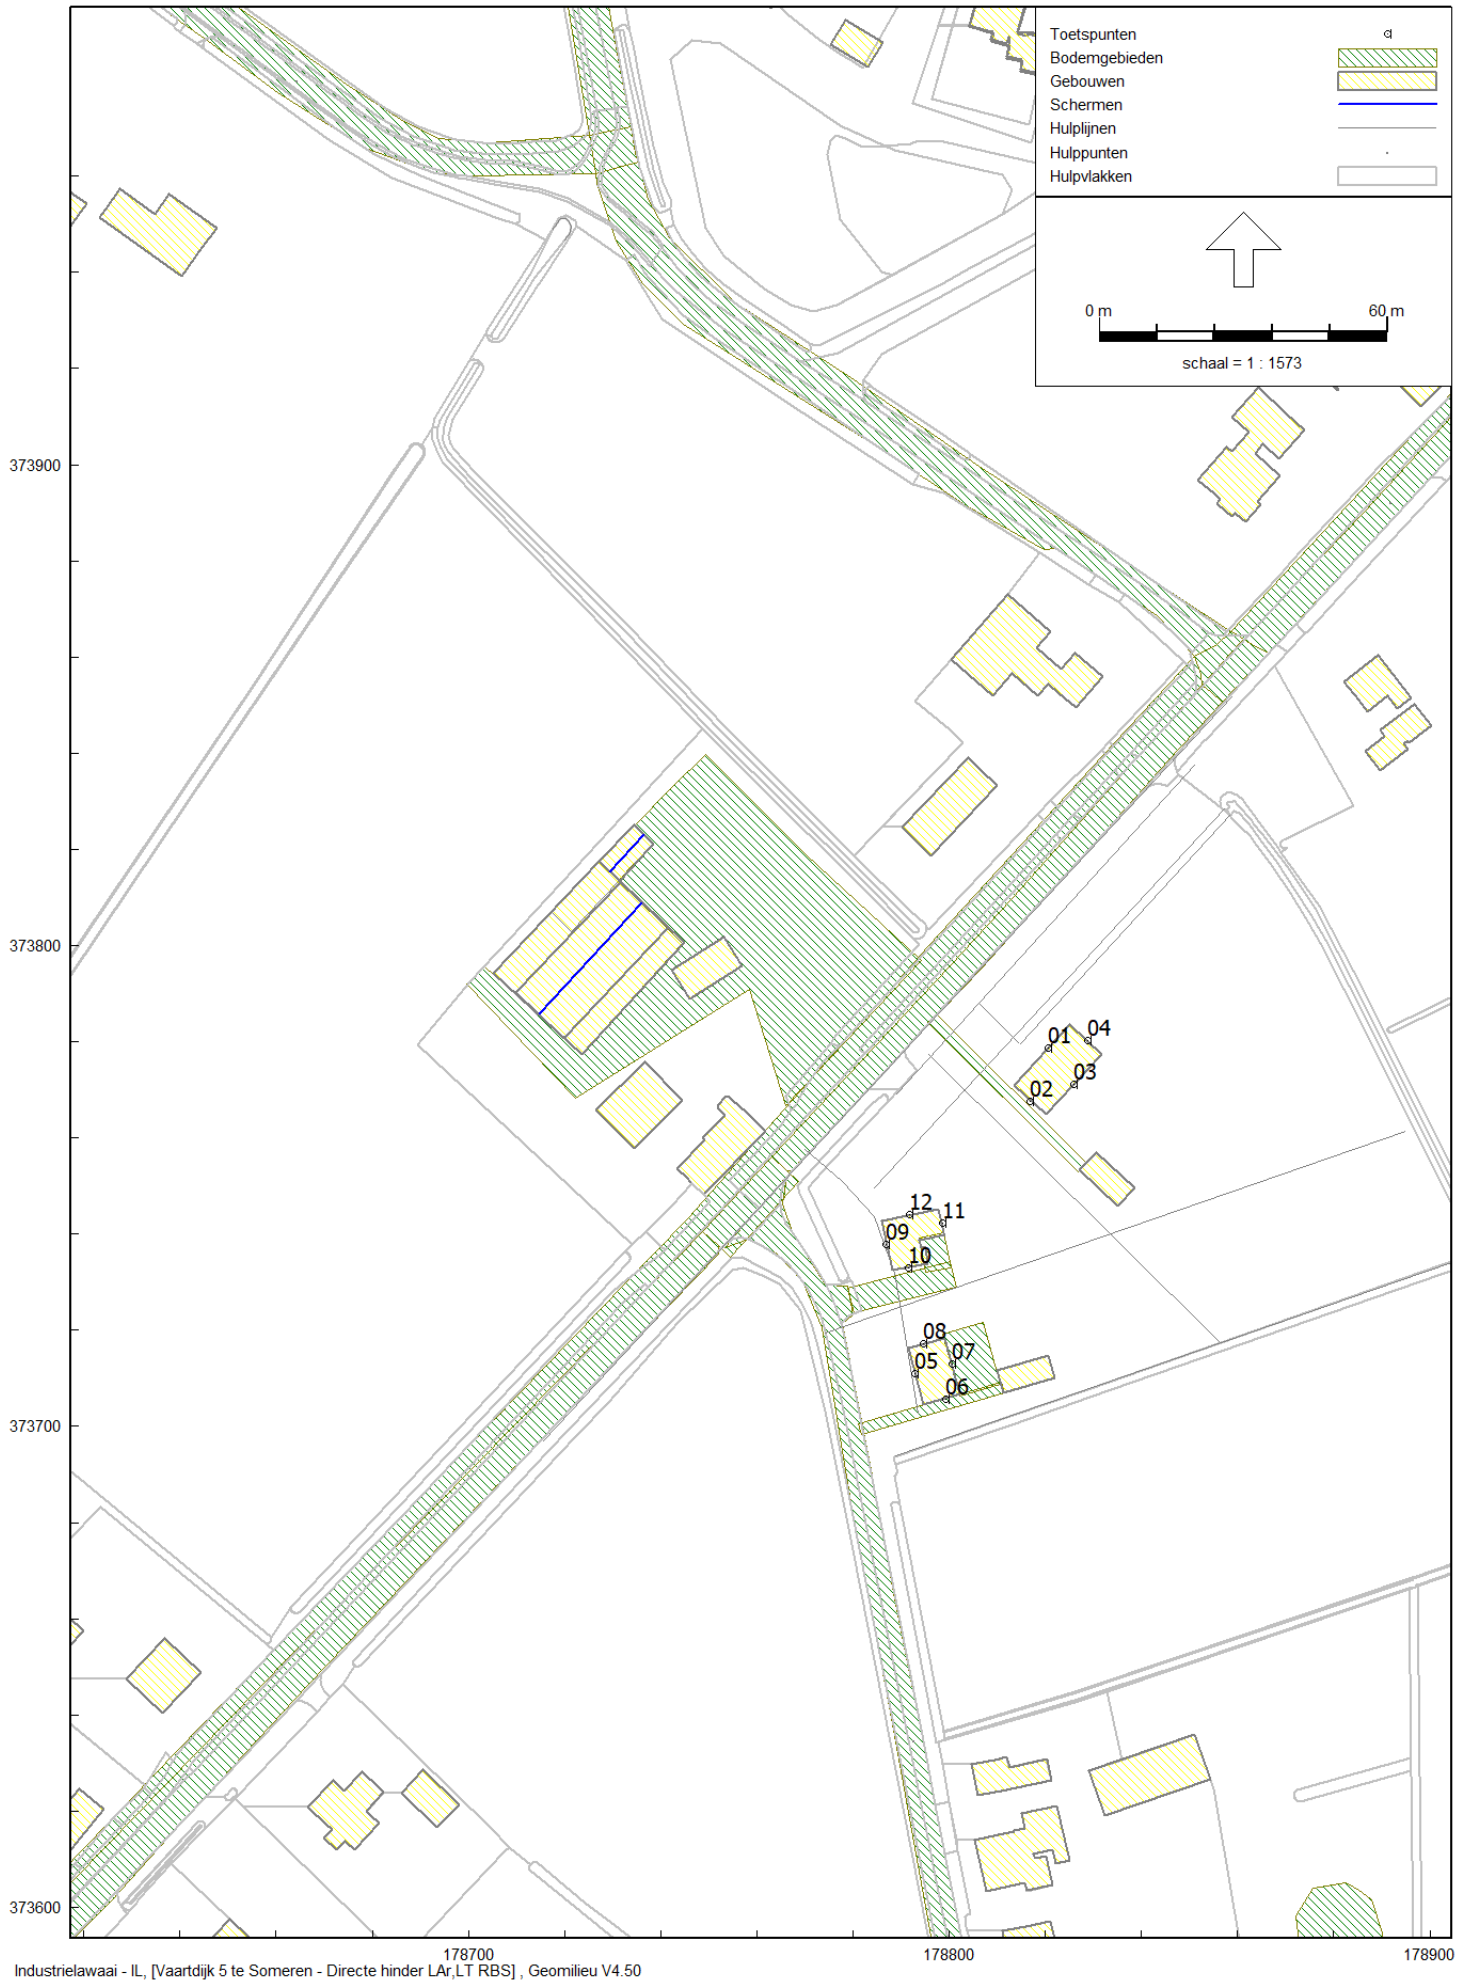 Toetspunten
Bodemgebieden
Gebouwen
Schermen
Hulplijnen
Hulppunten
Hulpvlakken
0 m 60 m
schaal = 1 : 1573
373900
373800
01 04
03
02
12 11
09
10
08
07
05
06
373700
373600
178700 178800 178900
Industrielawaai - IL, [Vaartdijk 5 te Someren - Directe hinder LAr,LT RBS] , Geomilieu V4.50